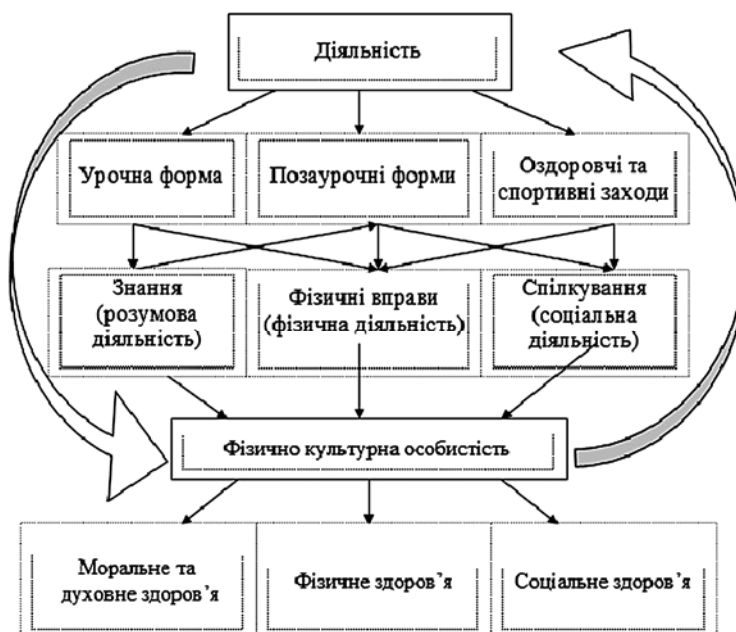 Діяльність
Урочна форма
Позаурочні форми
Оздоровчі та
спортивні заходи
Знання
(розумова
діяльність)
Фізичні вправи
(фізична діяльність)
Спілкування
(соціальна
діяльність)
Фізично культурна особистість
Моральне та
духовне здоров'я
Фізичне здоров'я
Соціальне здоров'я